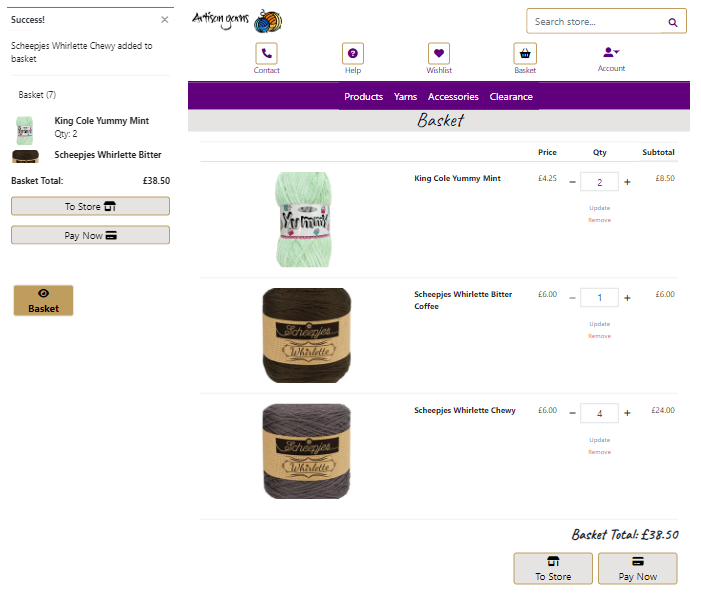 Success! ×
Scheepjes Whirlette Chewy added to
basket
Basket (7)
King Cole Yummy Mint
Qty: 2
Scheepjes Whirlette Bitter
Basket Total: £38.50
To Store
Pay Now
Basket
Artisan yarns
Search store...
Contact Help Wishlist Basket Account
Products Yarns Accessories Clearance
Basket
Price Qty Subtotal
King Cole Yummy Mint £4.25 − 2 + £8.50
Yummy
Update
Remove
Scheepjes Whirlette Bitter £6.00 − 1 + £6.00
Coffee
Scheepjes
Whirlette
Update
Remove
Scheepjes Whirlette Chewy £6.00 − 4 + £24.00
Scheepjes
Whirlette
Update
Remove
Basket Total: £38.50
To Store Pay Now